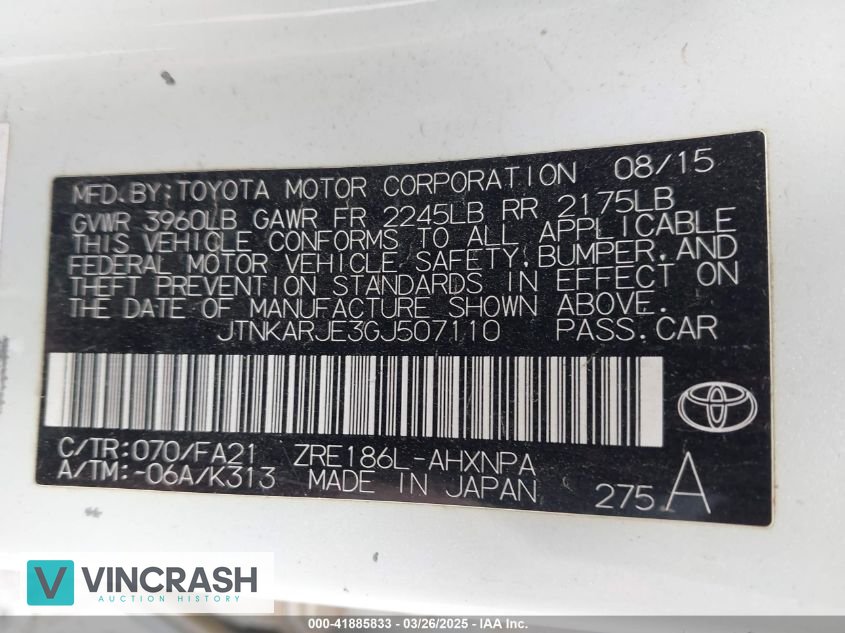 MFD.BY:TOYOTA MOTOR CORPORATION 08/15
GVWR 3960LB GAWR FR 2245LB RR 2175LB
THIS VEHICLE CONFORMS TO ALL APPLICABLE
FEDERAL MOTOR VEHICLE SAFETY,BUMPER,AND
THEFT PREVENTION STANDARDS IN EFFECT ON
THE DATE OF MANUFACTURE SHOWN ABOVE.
JTNKARJE3GJ507110 PASS.CAR
C/TR:070/FA21 ZRE186L-AHXNPA
A/TM:-06A/K313 MADE IN JAPAN 275 A
VINCRASH
AUCTION HISTORY
000-41885833 / 03/26/2025 - IAA Inc.